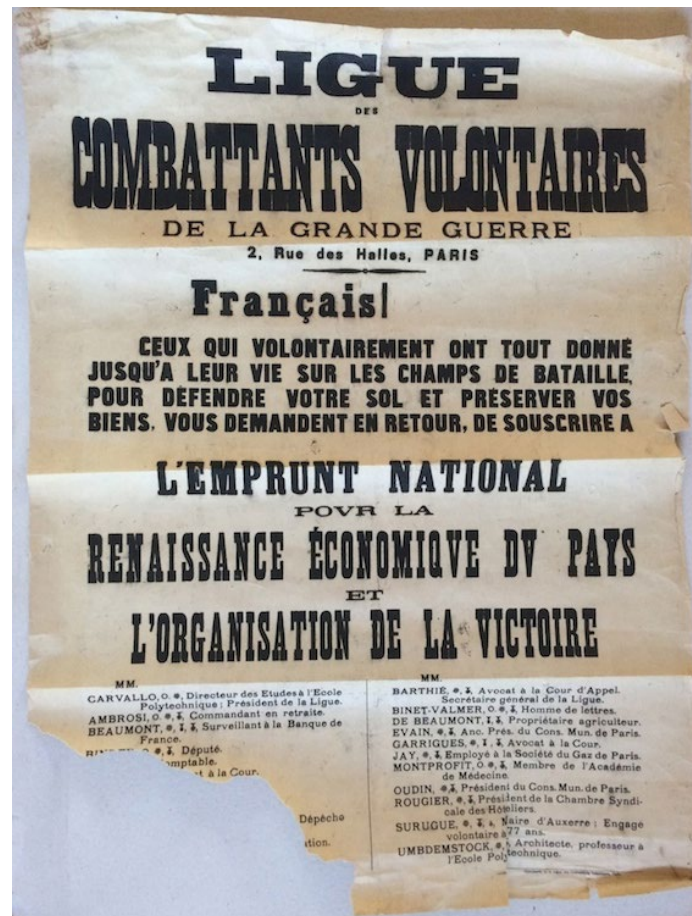 LIGUE
DES
COMBATTANTS VOLONTAIRES
DE LA GRANDE GUERRE
2, Rue des Halles, PARIS
Français!
CEUX QUI VOLONTAIREMENT ONT TOUT DONNÉ
JUSQU'A LEUR VIE SUR LES CHAMPS DE BATAILLE,
POUR DÉFENDRE VOTRE SOL ET PRÉSERVER VOS
BIENS, VOUS DEMANDENT EN RETOUR, DE SOUSCRIRE A
L'EMPRUNT NATIONAL
POVR LA
RENAISSANCE ÉCONOMIQVE DV PAYS
ET
L'ORGANISATION DE LA VICTOIRE
MM.
CARVALLO, O. ✻, Directeur des Etudes à l'Ecole
Polytechnique; Président de la Ligue.
AMBROSI, O. ✻, ‡, Commandant en retraite.
BEAUMONT, ✻, ‡, ‡, Surveillant à la Banque de
France.
✻, ‡, Député.
omptable.
t à la Cour.
Dépêche
ation.
MM.
BARTHIÉ, ✻, ‡, Avocat à la Cour d'Appel.
Secrétaire général de la Ligue.
BINET-VALMER, O. ✻, ‡, Homme de lettres.
DE BEAUMONT, ‡, ‡, Propriétaire agriculteur.
EVAIN, ✻, ‡, Anc. Prés. du Cons. Mun. de Paris.
GARRIGUES, ✻, ‡, ‡, Avocat à la Cour.
JAY, ✻, ‡, Employé à la Société du Gaz de Paris.
MONTPROFIT, O. ✻, ‡, Membre de l'Académie
de Médecine.
OUDIN, ✻, ‡, Président du Cons. Mun. de Paris.
ROUGIER, ✻, ‡, Président de la Chambre Syndi-
cale des Hôteliers.
SURUGUE, ✻, ‡, Maire d'Auxerre; Engagé
volontaire à 77 ans.
UMBDEMSTOCK, ✻, ‡, Architecte, professeur à
l'Ecole Polytechnique.